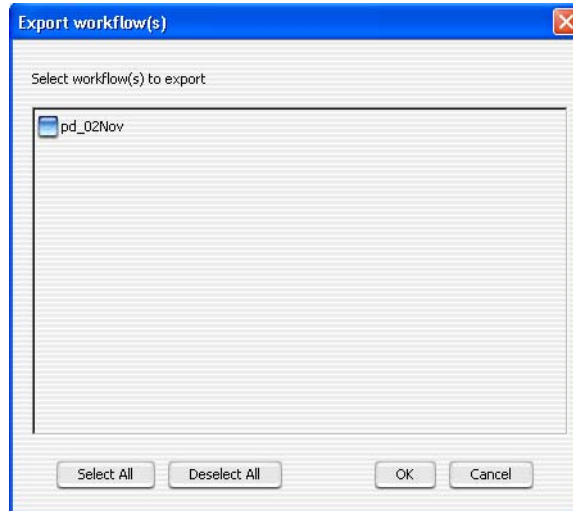 Export workflow(s)
Select workflow(s) to export
pd_02Nov
Select All Deselect All OK Cancel